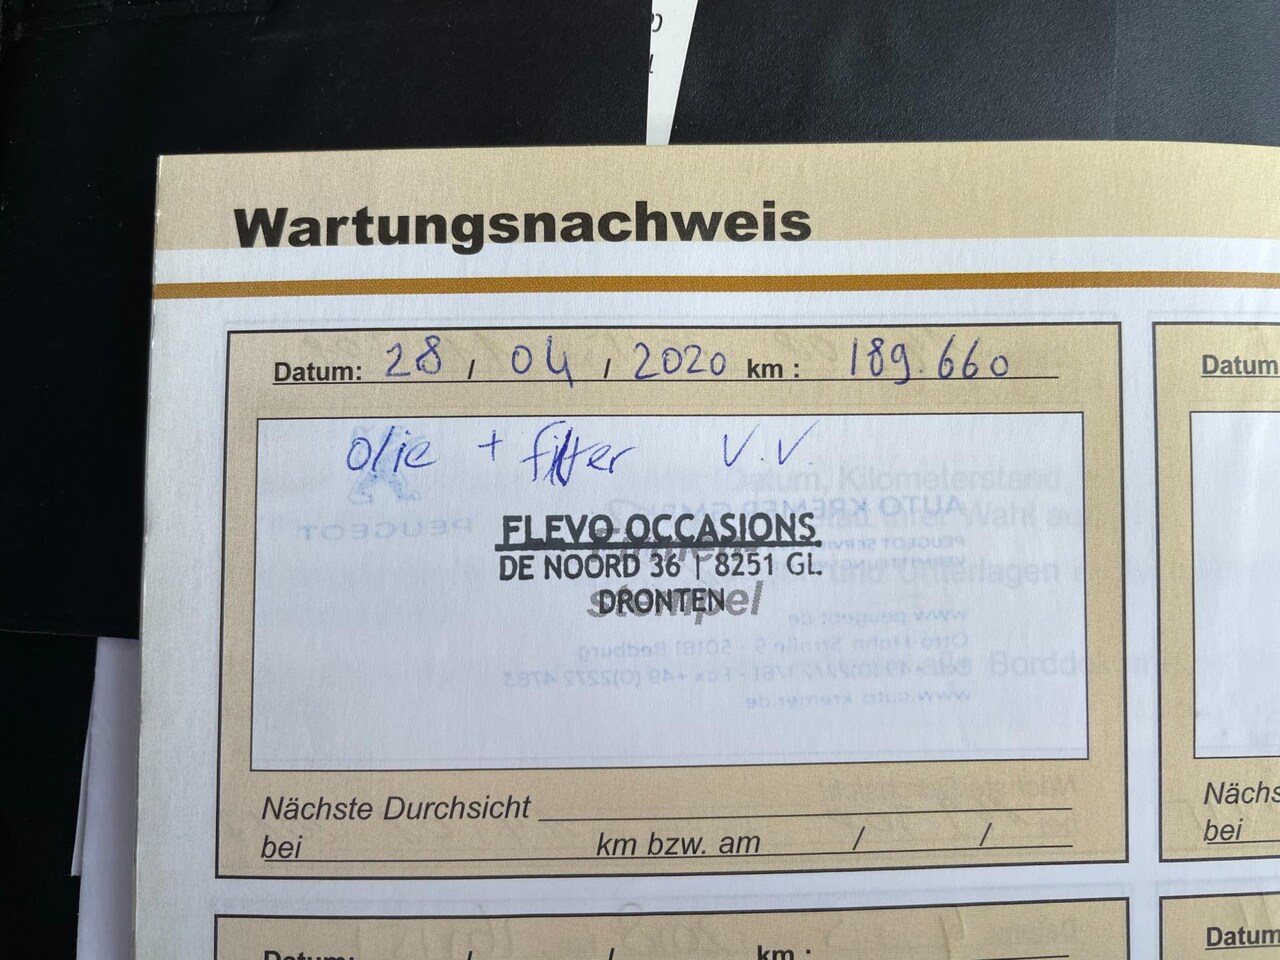 Wartungsnachweis
Datum: 28 / 04 / 2020 km : 189.660
Olie + filter V.V.
Firmen-
stempel
FLEVO OCCASIONS
DE NOORD 36 | 8251 GL
DRONTEN
Nächste Durchsicht
bei km bzw. am / /
Datum
Nächs
bei
Datum: / / km :
Datum